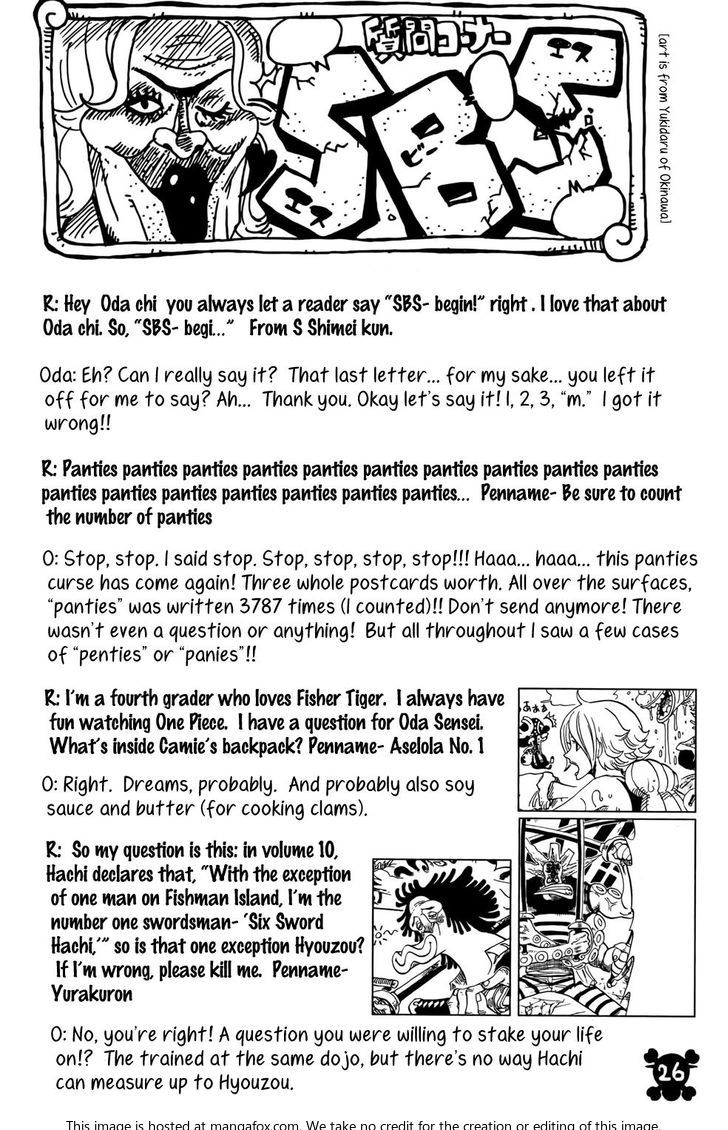 質問コーナー
エス
ビー
エス
SBS
[art is from Yukidaru of Okinawa]
R: Hey Oda chi you always let a reader say "SBS- begin!" right . I love that about
Oda chi. So, "SBS- begi..." From S Shimei kun.
Oda: Eh? Can I really say it? That last letter... for my sake... you left it
off for me to say? Ah... Thank you. Okay let's say it! 1, 2, 3, "m." I got it
wrong!!
R: Panties panties panties panties panties panties panties panties panties panties
panties panties panties panties panties panties panties... Penname- Be sure to count
the number of panties
O: Stop, stop. I said stop. Stop, stop, stop, stop!!! Haaa... haaa... this panties
curse has come again! Three whole postcards worth. All over the surfaces,
"panties" was written 3787 times (I counted)!! Don't send anymore! There
wasn't even a question or anything! But all throughout I saw a few cases
of "penties" or "panies"!!
R: I'm a fourth grader who loves Fisher Tiger. I always have
fun watching One Piece. I have a question for Oda Sensei.
What's inside Camie's backpack? Penname- Aselola No. 1
O: Right. Dreams, probably. And probably also soy
sauce and butter (for cooking clams).
あああ
R: So my question is this: in volume 10,
Hachi declares that, "With the exception
of one man on Fishman Island, I'm the
number one swordsman- 'Six Sword
Hachi,'" so is that one exception Hyouzou?
If I'm wrong, please kill me. Penname-
Yurakuron
O: No, you're right! A question you were willing to stake your life
on!? The trained at the same dojo, but there's no way Hachi
can measure up to Hyouzou.
26
This image is hosted at mangafox.com. We take no credit for the creation or editing of this image.